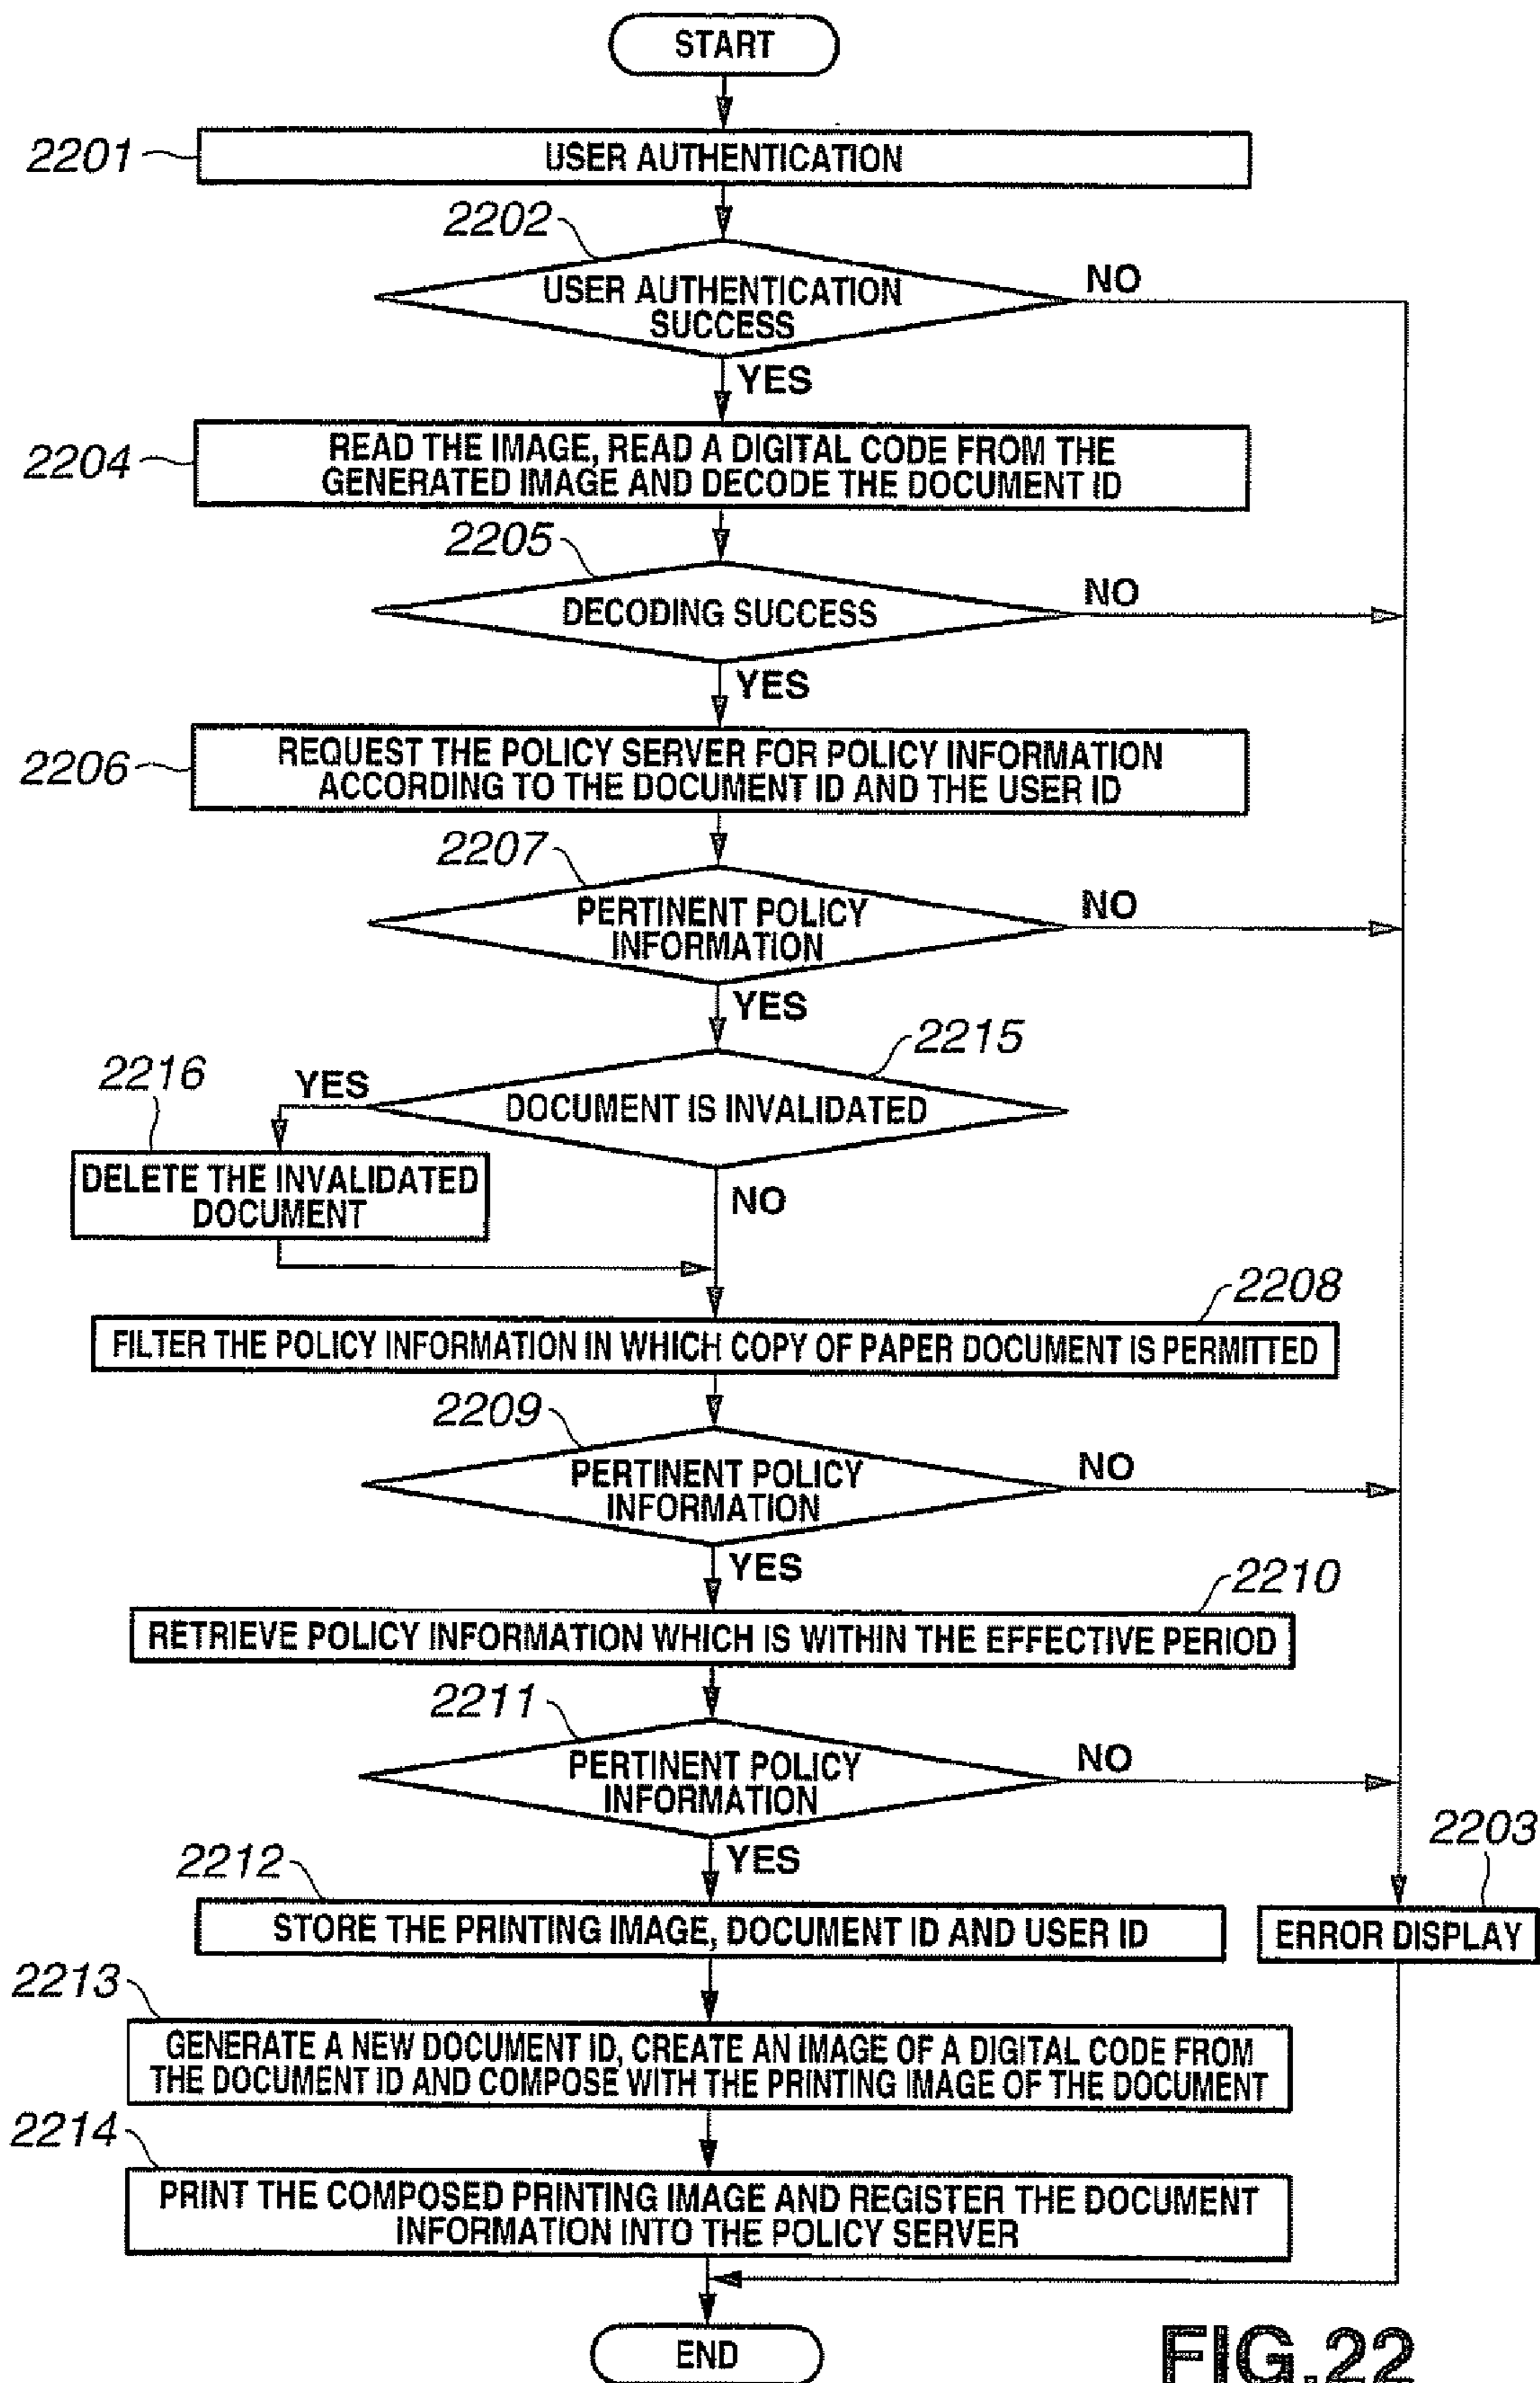 START
2201
USER AUTHENTICATION
2202
USER AUTHENTICATION
SUCCESS
NO
YES
2204
READ THE IMAGE, READ A DIGITAL CODE FROM THE
GENERATED IMAGE AND DECODE THE DOCUMENT ID
2205
DECODING SUCCESS
NO
YES
2206
REQUEST THE POLICY SERVER FOR POLICY INFORMATION
ACCORDING TO THE DOCUMENT ID AND THE USER ID
2207
PERTINENT POLICY
INFORMATION
NO
YES
2215
2216
YES
DOCUMENT IS INVALIDATED
DELETE THE INVALIDATED
DOCUMENT
NO
2208
FILTER THE POLICY INFORMATION IN WHICH COPY OF PAPER DOCUMENT IS PERMITTED
2209
PERTINENT POLICY
INFORMATION
NO
YES
2210
RETRIEVE POLICY INFORMATION WHICH IS WITHIN THE EFFECTIVE PERIOD
2211
PERTINENT POLICY
INFORMATION
NO
YES
2203
2212
STORE THE PRINTING IMAGE, DOCUMENT ID AND USER ID
ERROR DISPLAY
2213
GENERATE A NEW DOCUMENT ID, CREATE AN IMAGE OF A DIGITAL CODE FROM
THE DOCUMENT ID AND COMPOSE WITH THE PRINTING IMAGE OF THE DOCUMENT
2214
PRINT THE COMPOSED PRINTING IMAGE AND REGISTER THE DOCUMENT
INFORMATION INTO THE POLICY SERVER
END
FIG.22